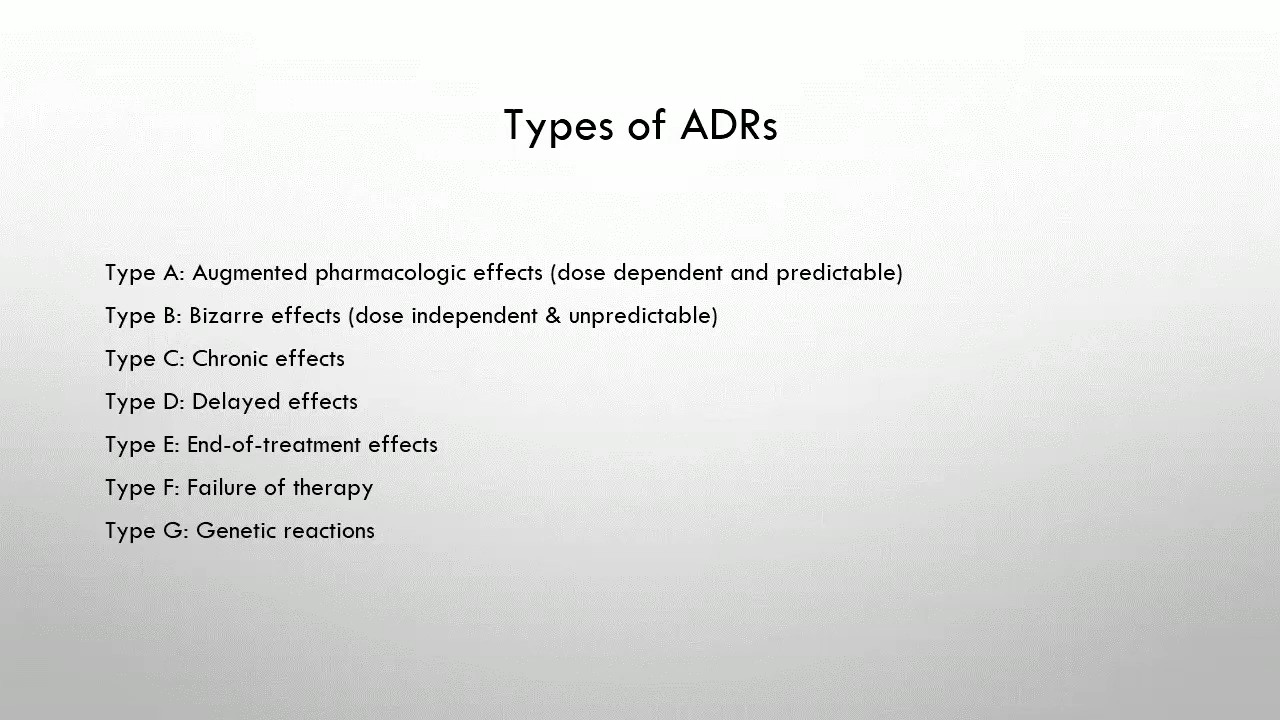 Types of ADRs
Type A: Augmented pharmacologic effects (dose dependent and predictable)
Type B: Bizarre effects (dose independent & unpredictable)
Type C: Chronic effects
Type D: Delayed effects
Type E: End-of-treatment effects
Type F: Failure of therapy
Type G: Genetic reactions